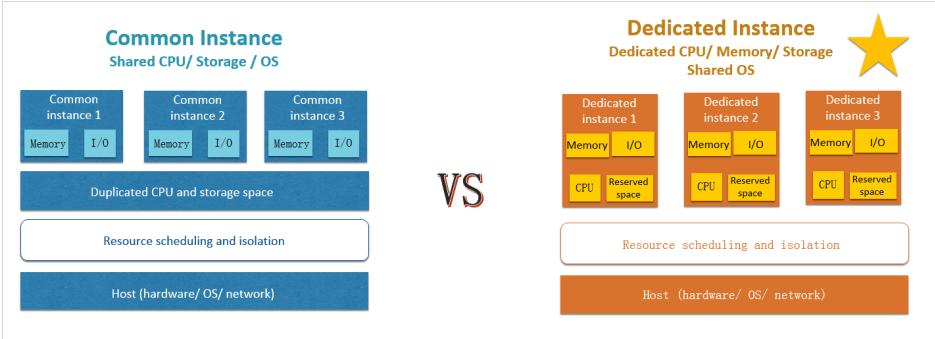 Common Instance
Shared CPU/ Storage / OS
Common
instance 1
Memory
I/O
Common
instance 2
Memory
I/O
Common
instance 3
Memory
I/O
Duplicated CPU and storage space
Resource scheduling and isolation
Host (hardware/ OS/ network)
VS
Dedicated Instance
Dedicated CPU/ Memory/ Storage
Shared OS
Dedicated
instance 1
Memory
I/O
CPU
Reserved
space
Dedicated
instance 2
Memory
I/O
CPU
Reserved
space
Dedicated
instance 3
Memory
I/O
CPU
Reserved
space
Resource scheduling and isolation
Host (hardware/ OS/ network)